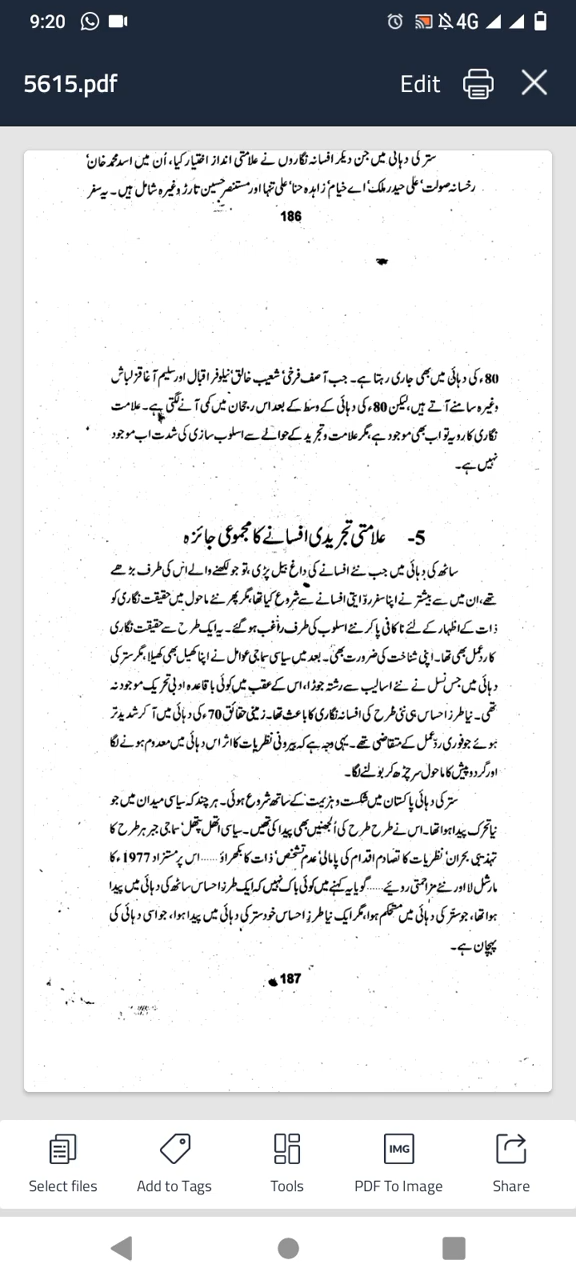 9:20
4G
5615.pdf
Edit
ستر کی دہائی میں جن دیگر افسانہ نگاروں نے علامتی انداز اختیار کیا، اُن میں اسد محمد خان'
رخسانہ صولت' علی حیدر ملک' اے خیام' زاہدہ حنا' علی تنہا اور مستنصر حسین تارڑ وغیرہ شامل ہیں۔ یہ سفر
186
80ء کی دہائی میں بھی جاری رہتا ہے۔ جب آصف فرخی' شعیب خالق' نیلوفر اقبال اور سلیم آغا قزلباش
وغیرہ سامنے آتے ہیں، لیکن 80ء کی دہائی کے وسط کے بعد اس رجحان میں کمی آنے لگتی ہے۔ علامت
نگاری کا رویہ تو اب بھی موجود ہے مگر علامت و تجرید کے حوالے سے اسلوب سازی کی شدت اب موجود
نہیں ہے۔
5- علامتی تجریدی افسانے کا مجموعی جائزہ
ساٹھ کی دہائی میں جب نئے افسانے کی داغ بیل پڑی، تو جو لکھنے والے اس کی طرف بڑھے
تھے، ان میں سے بیشتر نے اپنا سفر روایتی افسانے سے شروع کیا تھا، مگر پھر نئے ماحول میں حقیقت نگاری کو
ذات کے اظہار کے لئے ناکافی پا کر نئے اسلوب کی طرف راغب ہو گئے۔ یہ ایک طرح سے حقیقت نگاری
کا ردعمل بھی تھا۔ اپنی شناخت کی ضرورت بھی۔ بعد میں سیاسی سماجی عوامل نے اپنا کھیل بھی کھیلا، مگر ستر کی
دہائی میں جس نسل نے نئے اسالیب سے رشتہ جوڑا، اس کے عقب میں کوئی باقاعدہ ادبی تحریک موجود نہ
تھی۔ نیا طرز احساس ہی نئی طرح کی افسانہ نگاری کا باعث تھا۔ زمینی حقائق 70ء کی دہائی میں آ کر شدید تر
ہوئے جو فوری ردعمل کے متقاضی تھے۔ یہی وجہ ہے کہ بیرونی نظریات کا اثر اس دہائی میں معدوم ہونے لگا
اور گرد و پیش کا ماحول سر چڑھ کر بولنے لگا۔
ستر کی دہائی پاکستان میں شکست و ہزیمت کے ساتھ شروع ہوئی۔ ہر چند کہ سیاسی میدان میں جو
نیا تحرک پیدا ہوا تھا۔ اس نے طرح طرح کی الجھنیں بھی پیدا کی تھیں۔ سیاسی اتھل پتھل' سماجی جبر ہر طرح کا
تہذیبی بحران' نظریات کا تصادم' اقدام کی پامالی' عدم تشخص' ذات کا بکھراؤ...... اس پر مستزاد 1977ء کا
مارشل لا اور نئے مزاحمتی رویے...... گویا یہ کہنے میں کوئی باک نہیں کہ ایک طرز احساس ساٹھ کی دہائی میں پیدا
ہوا تھا، جو ستر کی دہائی میں مستحکم ہوا، مگر ایک نیا طرز احساس خود ستر کی دہائی میں پیدا ہوا، جو اسی دہائی کی
پہچان ہے۔
187
Select files
Add to Tags
Tools
IMG
PDF To Image
Share